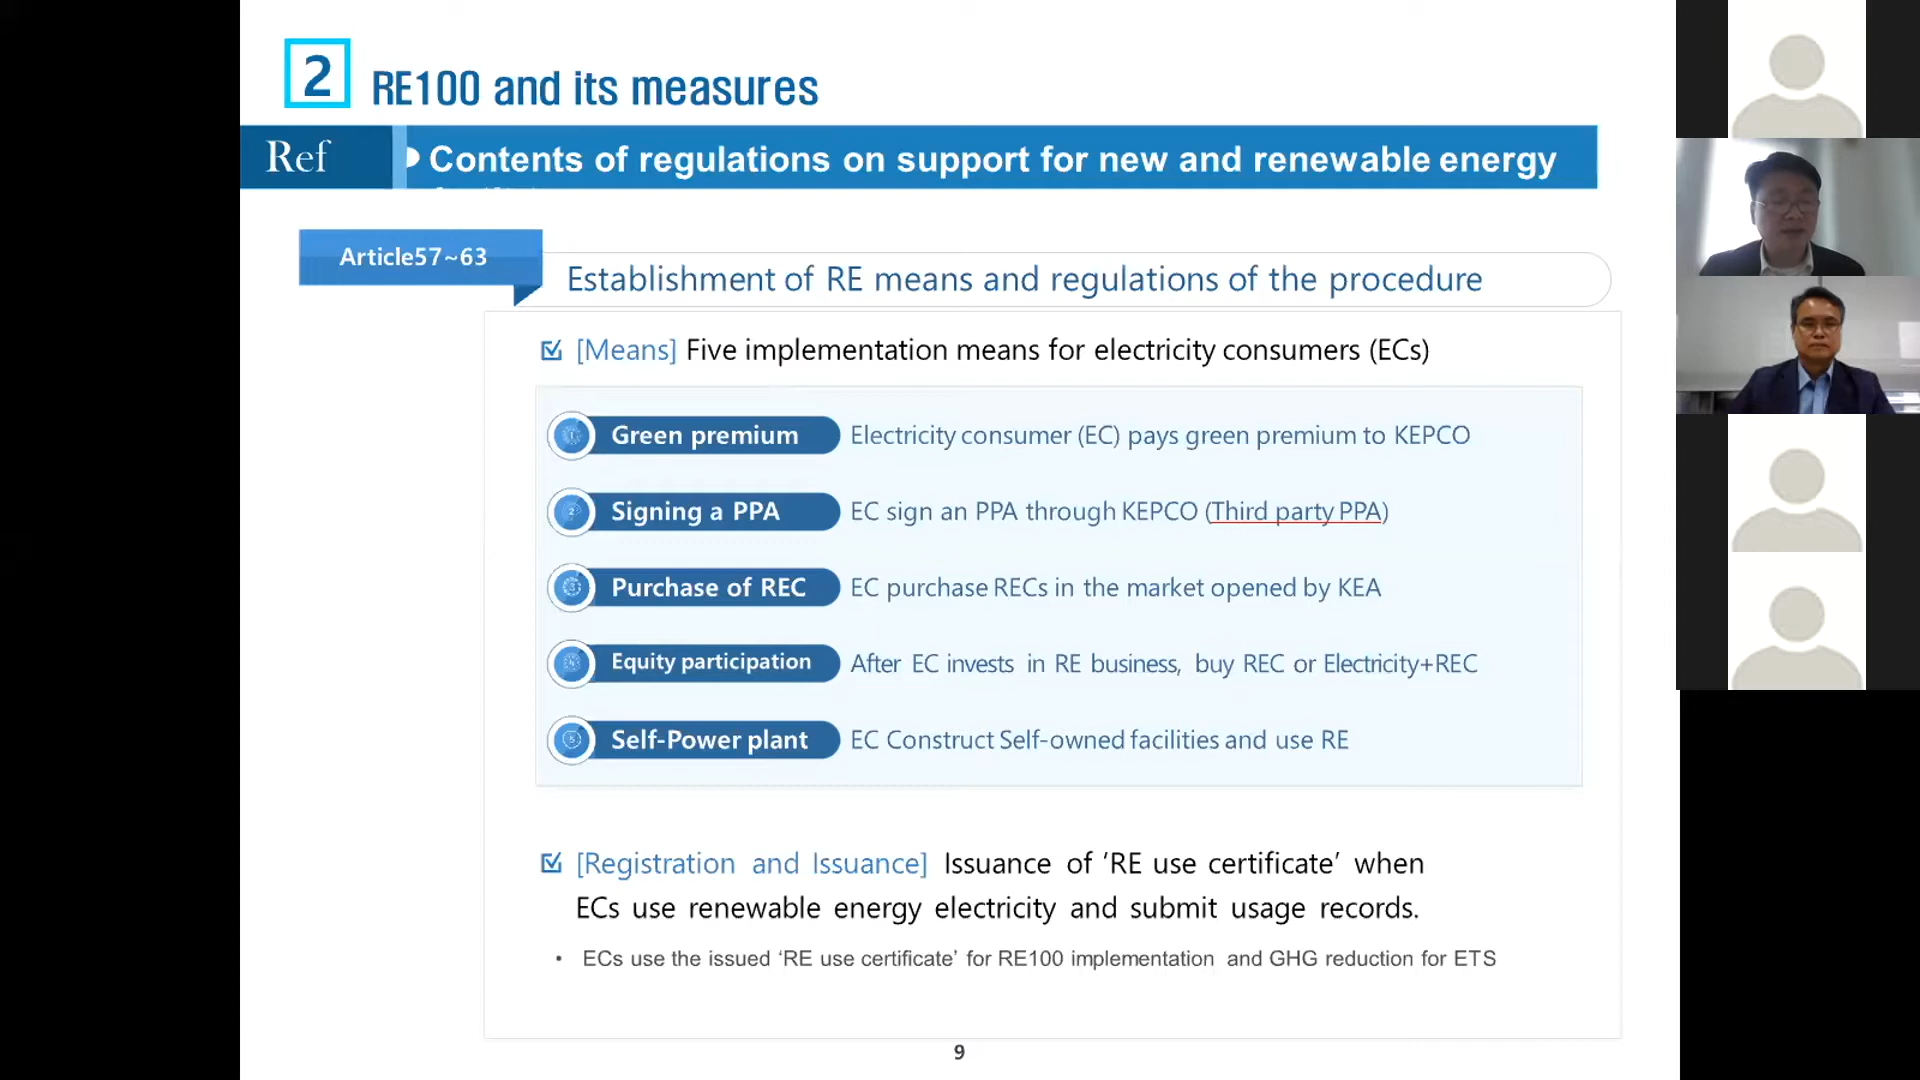 2
RE100 and its measures
Ref
Contents of regulations on support for new and renewable energy
Article57~63
Establishment of RE means and regulations of the procedure
[Means] Five implementation means for electricity consumers (ECs)
1 Green premium Electricity consumer (EC) pays green premium to KEPCO
2 Signing a PPA EC sign an PPA through KEPCO (Third party PPA)
3 Purchase of REC EC purchase RECs in the market opened by KEA
4 Equity participation After EC invests in RE business, buy REC or Electricity+REC
5 Self-Power plant EC Construct Self-owned facilities and use RE
[Registration and Issuance] Issuance of ‘RE use certificate’ when
ECs use renewable energy electricity and submit usage records.
• ECs use the issued ‘RE use certificate’ for RE100 implementation and GHG reduction for ETS
9